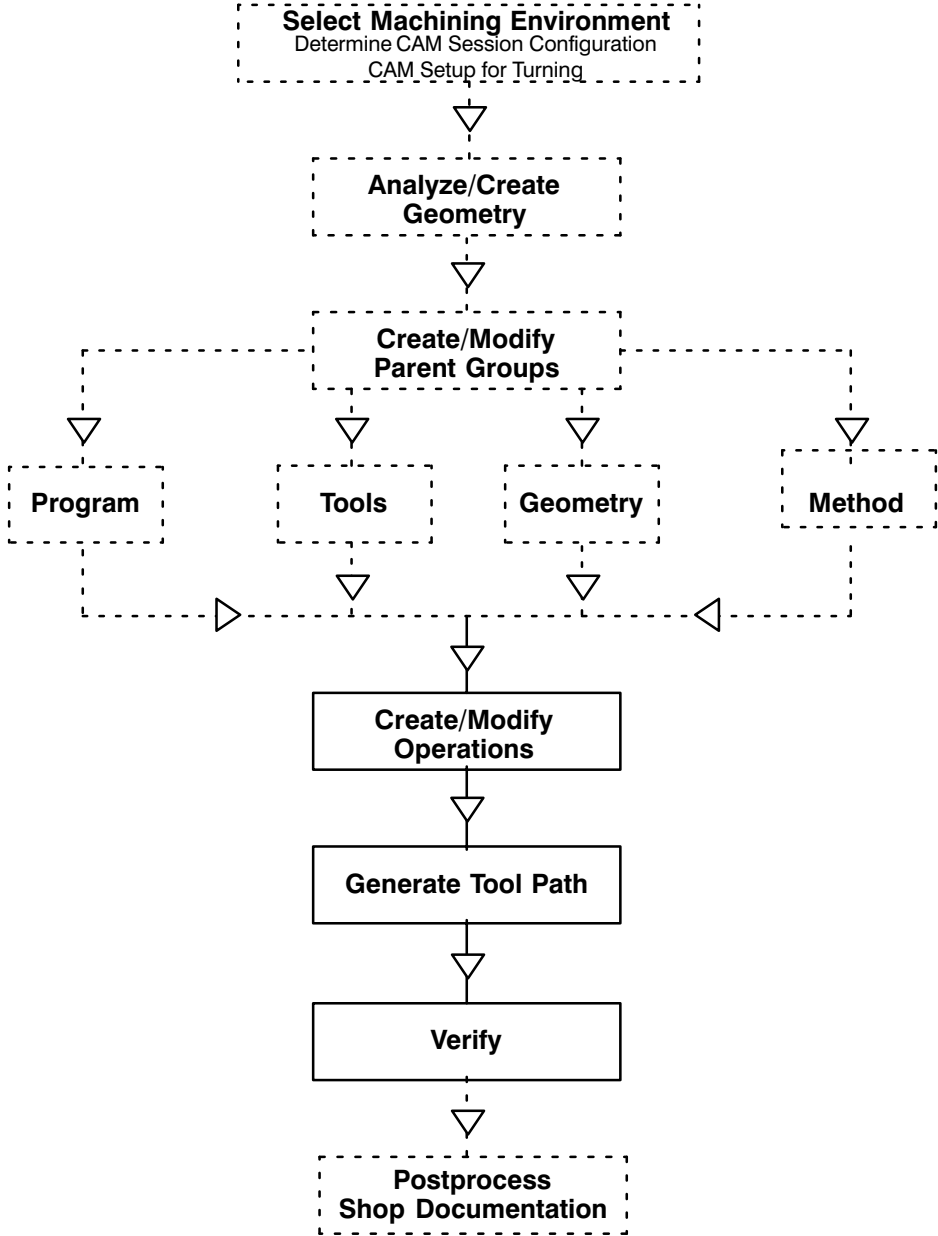 Select Machining Environment
Determine CAM Session Configuration
CAM Setup for Turning
Analyze/Create
Geometry
Create/Modify
Parent Groups
Program
Tools
Geometry
Method
Create/Modify
Operations
Generate Tool Path
Verify
Postprocess
Shop Documentation